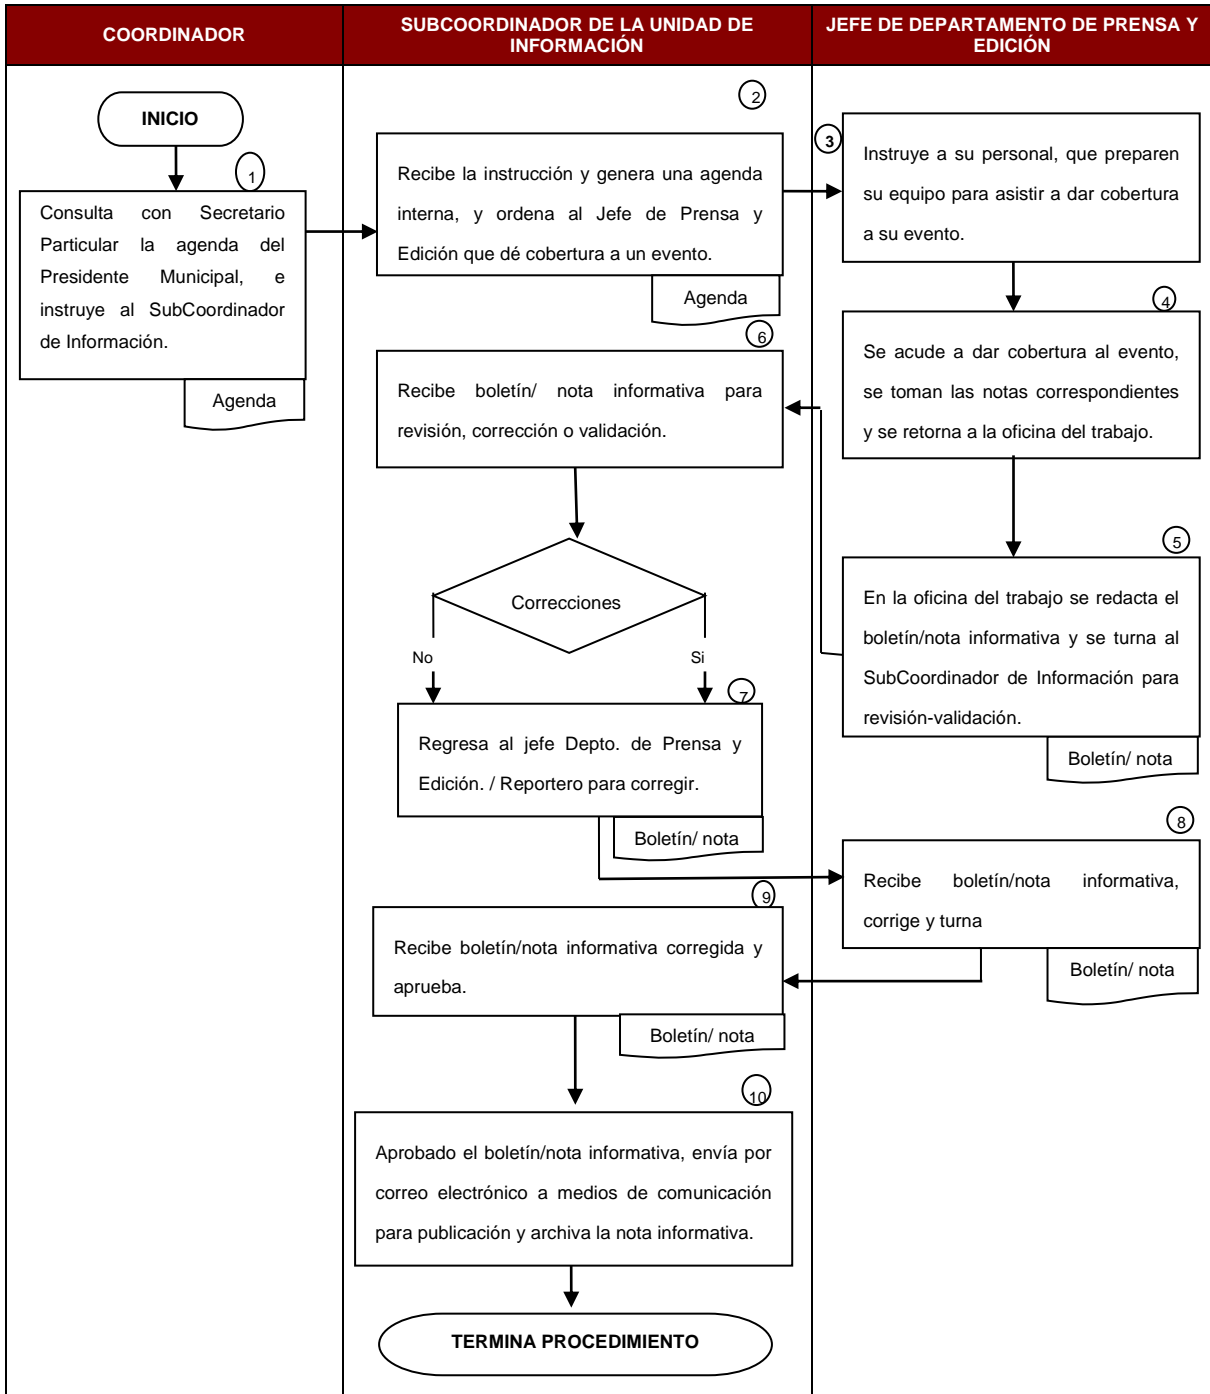 COORDINADOR
SUBCOORDINADOR DE LA UNIDAD DE
INFORMACIÓN
JEFE DE DEPARTAMENTO DE PRENSA Y
EDICIÓN
INICIO
1
Consulta con Secretario
Particular la agenda del
Presidente Municipal, e
instruye al SubCoordinador
de Información.
Agenda
2
Recibe la instrucción y genera una agenda
interna, y ordena al Jefe de Prensa y
Edición que dé cobertura a un evento.
Agenda
3
Instruye a su personal, que preparen
su equipo para asistir a dar cobertura
a su evento.
4
Se acude a dar cobertura al evento,
se toman las notas correspondientes
y se retorna a la oficina del trabajo.
5
En la oficina del trabajo se redacta el
boletín/nota informativa y se turna al
SubCoordinador de Información para
revisión-validación.
Boletín/ nota
6
Recibe boletín/ nota informativa para
revisión, corrección o validación.
Correcciones
No
Si
7
Regresa al jefe Depto. de Prensa y
Edición. / Reportero para corregir.
Boletín/ nota
8
Recibe boletín/nota informativa,
corrige y turna
Boletín/ nota
9
Recibe boletín/nota informativa corregida y
aprueba.
Boletín/ nota
10
Aprobado el boletín/nota informativa, envía por
correo electrónico a medios de comunicación
para publicación y archiva la nota informativa.
TERMINA PROCEDIMIENTO